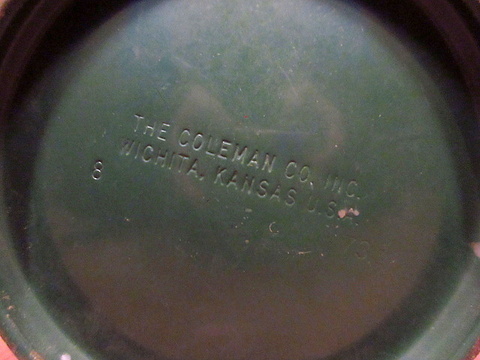 THE COLEMAN CO. INC.
WICHITA, KANSAS U.S.A.
8